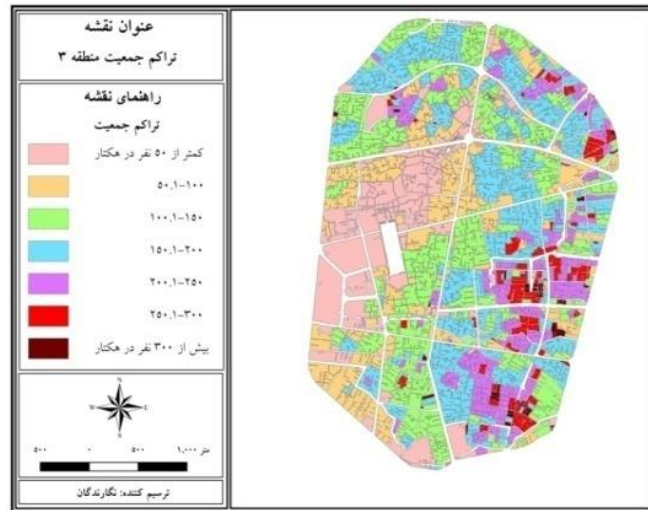 عنوان نقشه
تراکم جمعیت منطقه ۳
راهنمای نقشه
تراکم جمعیت
کمتر از ۵۰ نفر در هکتار
۵۰.۱-۱۰۰
۱۰۰.۱-۱۵۰
۱۵۰.۱-۲۰۰
۲۰۰.۱-۲۵۰
۲۵۰.۱-۳۰۰
بیش از ۳۰۰ نفر در هکتار
N
W E
S
۵۰۰ ۰ ۵۰۰ ۱,۰۰۰ متر
ترسیم کننده: نگارندگان